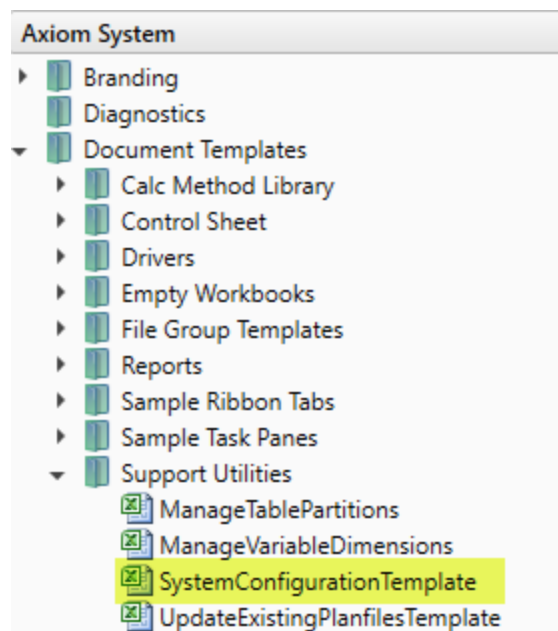 Axiom System
Branding
Diagnostics
Document Templates
Calc Method Library
Control Sheet
Drivers
Empty Workbooks
File Group Templates
Reports
Sample Ribbon Tabs
Sample Task Panes
Support Utilities
ManageTablePartitions
ManageVariableDimensions
SystemConfigurationTemplate
UpdateExistingPlanfilesTemplate